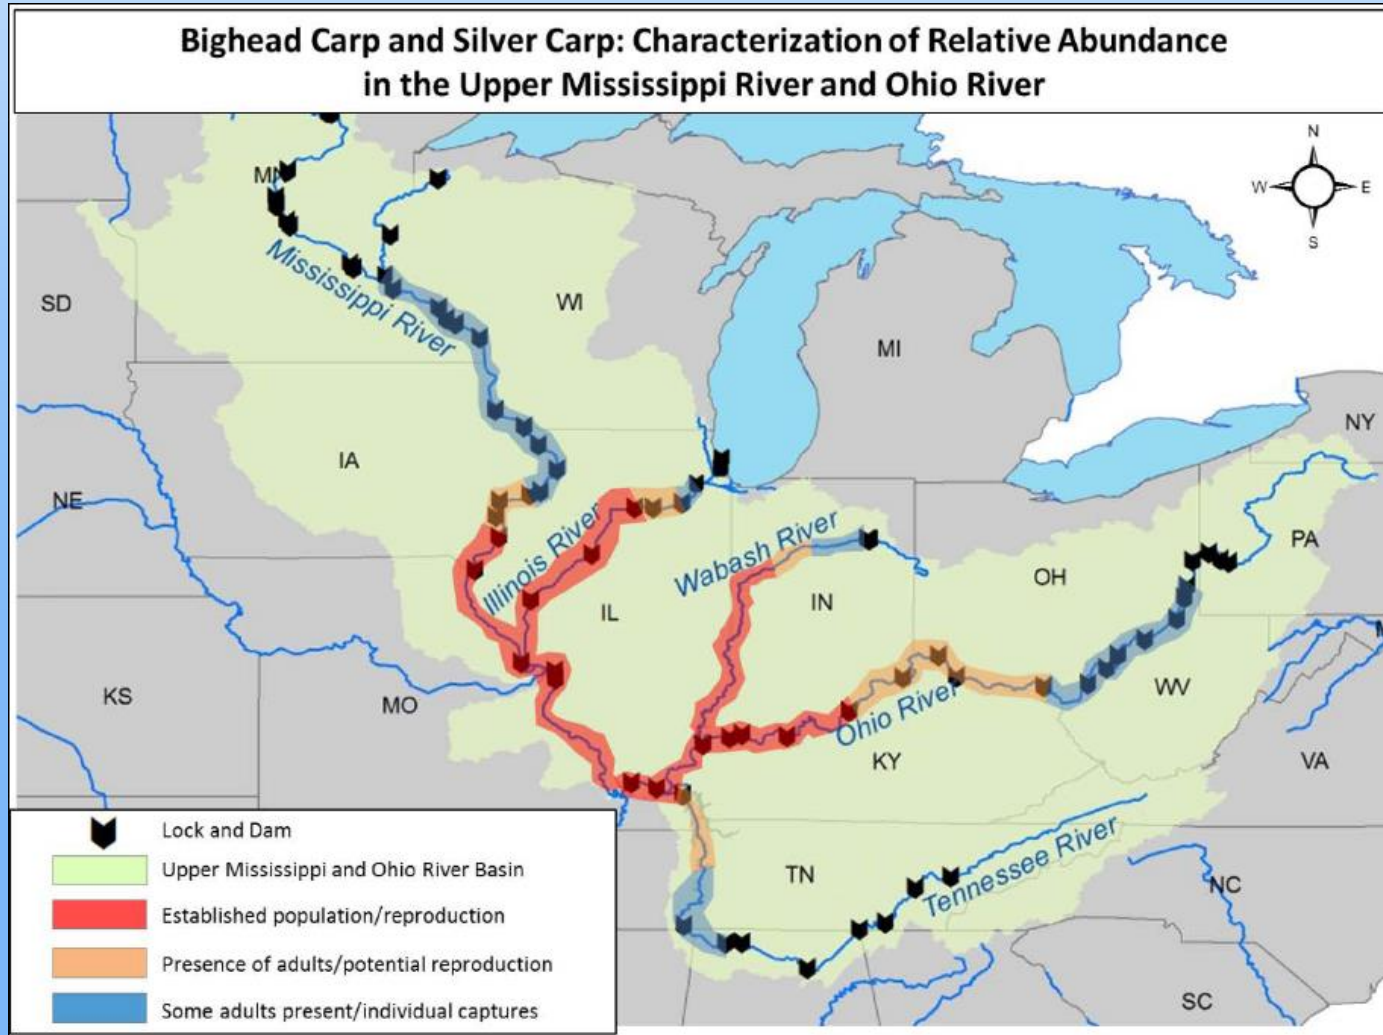 Bighead Carp and Silver Carp: Characterization of Relative Abundance
in the Upper Mississippi River and Ohio River
N
W
E
S
MN
Mississippi River
WI
SD
MI
NY
IA
NE
Illinois River
Wabash River
PA
OH
IL
IN
KS
MO
Ohio River
WV
KY
VA
TN
Tennessee River
NC
SC
Lock and Dam
Upper Mississippi and Ohio River Basin
Established population/reproduction
Presence of adults/potential reproduction
Some adults present/individual captures